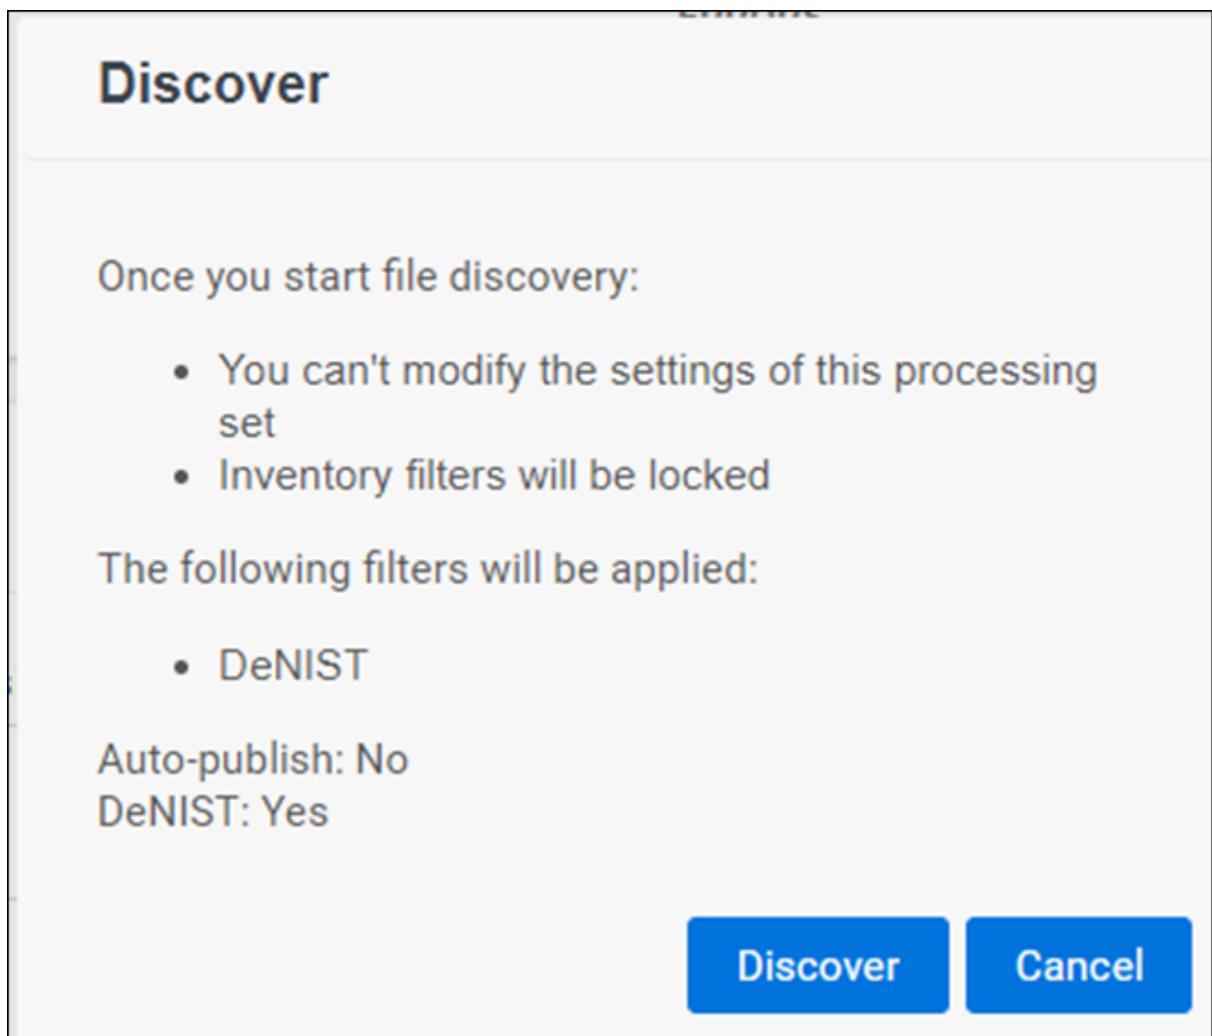 Discover
Once you start file discovery:
• You can't modify the settings of this processing
set
• Inventory filters will be locked
The following filters will be applied:
• DeNIST
Auto-publish: No
DeNIST: Yes
Discover
Cancel